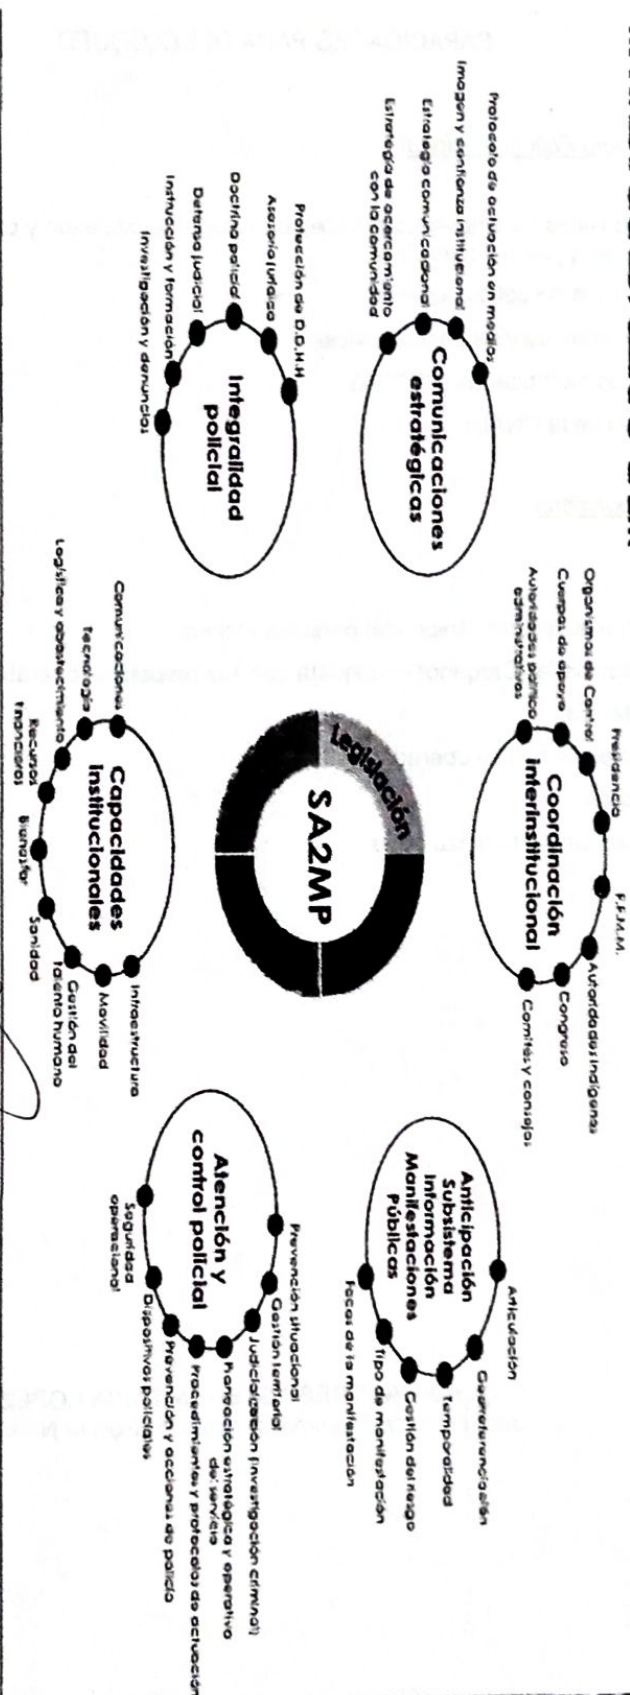 Comunicaciones
estratégicas
Protocolo de actuación en medios
Imagen y confianza institucional
Estrategia comunicacional
Estrategia de acercamiento
con la comunidad
Integralidad
policial
Protección de D.D.H.H
Asesoría jurídica
Doctrina policial
Defensa judicial
Instrucción y formación
Investigación y denuncias
Coordinación
Interinstitucional
Presidencia
Organismos de Control
Cuerpos de apoyo
administrativas
F.F.M.M.
Autoridades Indígenas
Congreso
Comités y consejos
Legislación
SA2MP
Capacidades
Institucionales
Comunicaciones
Tecnología
Logística y abastecimiento
Recursos
financieros
Bienestar
Sanidad
Gestión del
talento humano
Movilidad
Infraestructura
Anticipación
Subsistema
Información
Manifestaciones
Públicas
Articulación
Georreferenciación
Temporalidad
Gestión del riesgo
Tipo de manifestación
Focos de la manifestación
Atención y
control policial
Prevención situacional
Gestión territorial
Judicialización (investigación criminal)
Planeación estratégica y operativa
del servicio
Procedimientos y protocolos de actuación
Prevención y acciones de policía
Dispositivos policiales
Seguridad
operacional